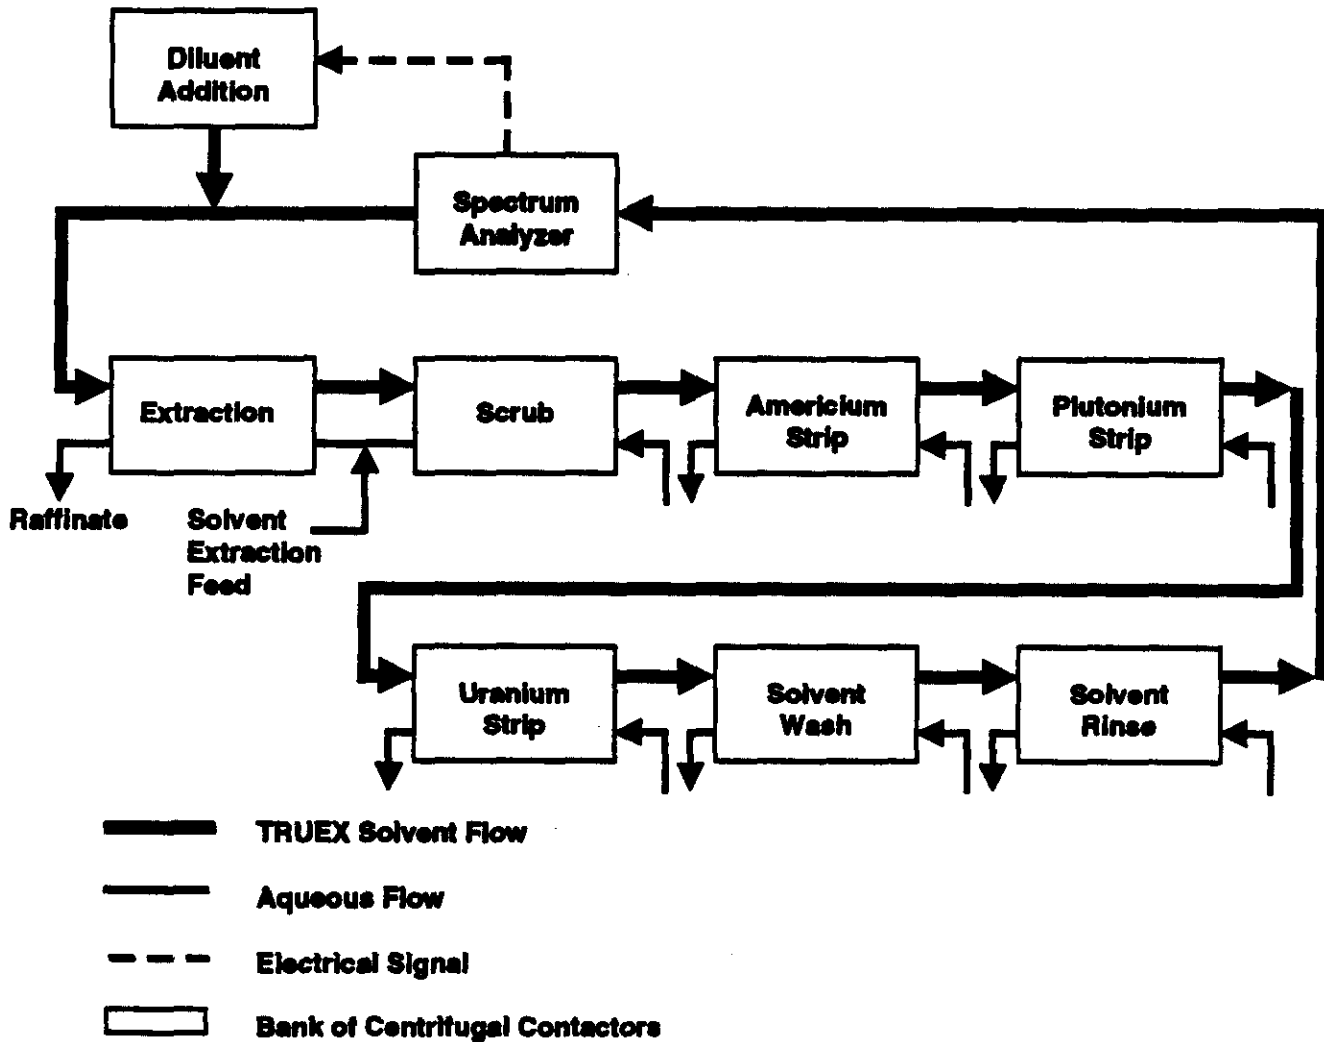 Diluent
Addition
Spectrum
Analyzer
Extraction
Scrub
Americium
Strip
Plutonium
Strip
Raffinate
Solvent
Extraction
Feed
Uranium
Strip
Solvent
Wash
Solvent
Rinse
TRUEX Solvent Flow
Aqueous Flow
Electrical Signal
Bank of Centrifugal Contactors